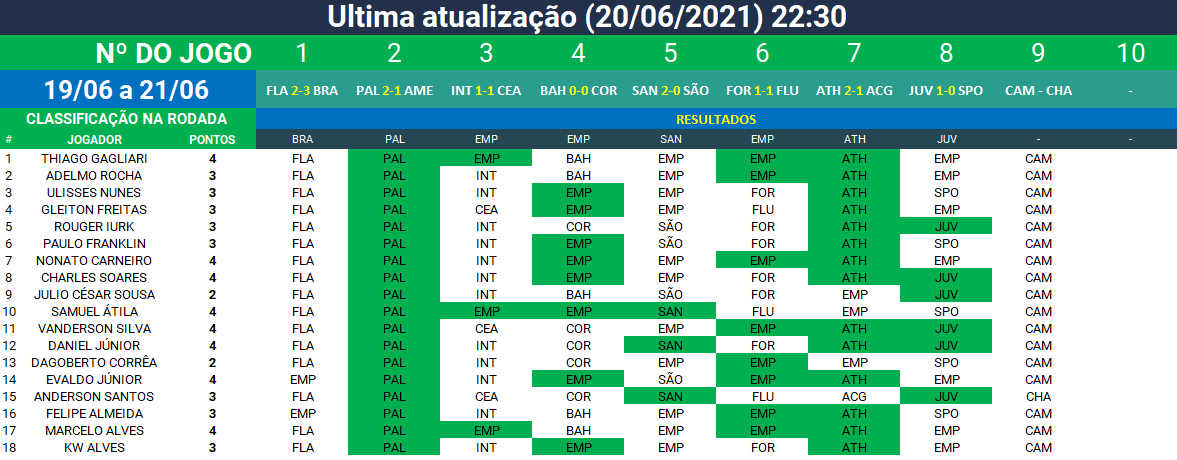 Ultima atualização (20/06/2021) 22:30
Nº DO JOGO 1 2 3 4 5 6 7 8 9 10
19/06 a 21/06 FLA 2-3 BRA PAL 2-1 AME INT 1-1 CEA BAH 0-0 COR SAN 2-0 SÃO FOR 1-1 FLU ATH 2-1 ACG JUV 1-0 SPO CAM - CHA -
CLASSIFICAÇÃO NA RODADA RESULTADOS
# JOGADOR PONTOS BRA PAL EMP EMP SAN EMP ATH JUV - -
1 THIAGO GAGLIARI 4 FLA PAL EMP BAH EMP EMP ATH EMP CAM
2 ADELMO ROCHA 3 FLA PAL INT BAH EMP EMP ATH EMP CAM
3 ULISSES NUNES 3 FLA PAL INT EMP EMP FOR ATH SPO CAM
4 GLEITON FREITAS 3 FLA PAL CEA EMP EMP FLU ATH EMP CAM
5 ROUGER IURK 3 FLA PAL INT COR SÃO FOR ATH JUV CAM
6 PAULO FRANKLIN 3 FLA PAL INT EMP SÃO FOR ATH SPO CAM
7 NONATO CARNEIRO 4 FLA PAL INT EMP EMP EMP ATH EMP CAM
8 CHARLES SOARES 4 FLA PAL INT EMP EMP FOR ATH JUV CAM
9 JULIO CÉSAR SOUSA 2 FLA PAL INT BAH SÃO FOR EMP JUV CAM
10 SAMUEL ÁTILA 4 FLA PAL EMP EMP SAN FLU EMP SPO CAM
11 VANDERSON SILVA 4 FLA PAL CEA COR EMP EMP ATH JUV CAM
12 DANIEL JÚNIOR 4 FLA PAL INT COR SAN FOR ATH JUV CAM
13 DAGOBERTO CORRÊA 2 FLA PAL INT COR EMP EMP EMP SPO CAM
14 EVALDO JÚNIOR 4 EMP PAL INT EMP SÃO EMP ATH EMP CAM
15 ANDERSON SANTOS 3 FLA PAL CEA COR SAN FLU ACG JUV CHA
16 FELIPE ALMEIDA 3 EMP PAL INT BAH EMP EMP ATH SPO CAM
17 MARCELO ALVES 4 FLA PAL EMP BAH EMP EMP ATH EMP CAM
18 KW ALVES 3 FLA PAL INT EMP EMP FOR ATH EMP CAM